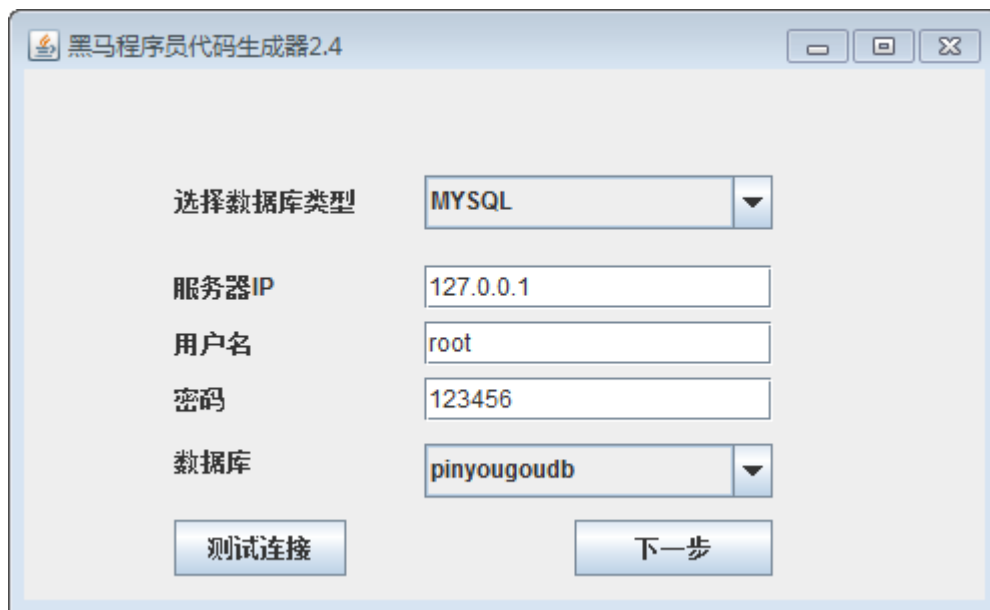 黑马程序员代码生成器2.4
选择数据库类型 MYSQL
服务器IP 127.0.0.1
用户名 root
密码 123456
数据库 pinyougoudb
测试连接 下一步